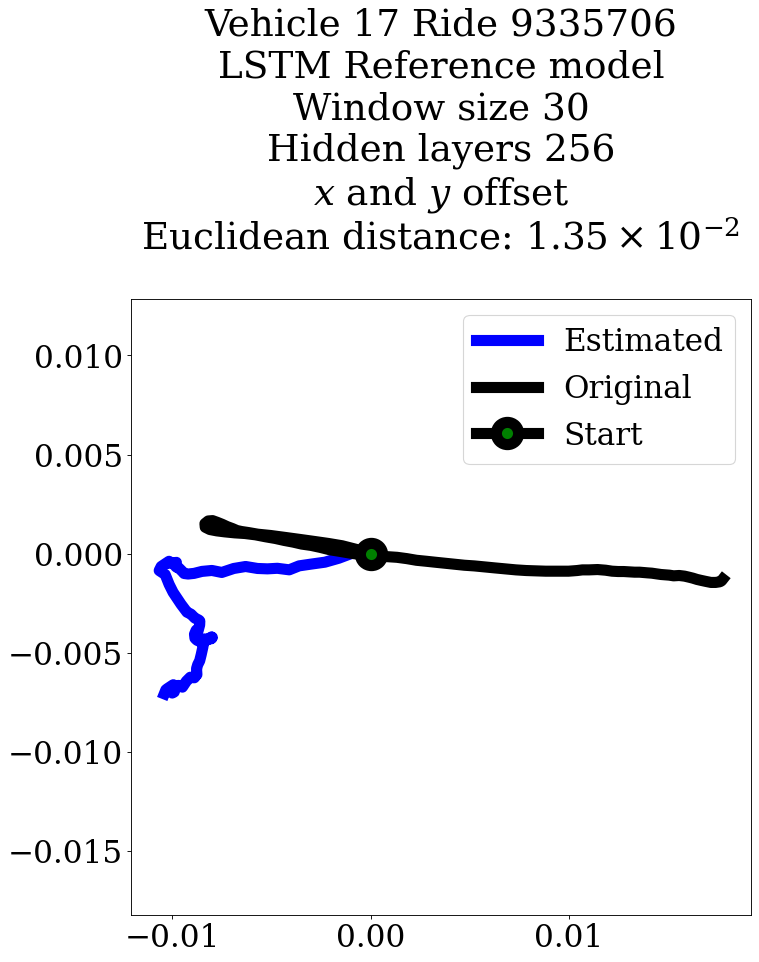 Vehicle 17 Ride 9335706
LSTM Reference model
Window size 30
Hidden layers 256
x and y offset
Euclidean distance: 1.35 × 10⁻²
Estimated
Original
Start
0.010
0.005
0.000
−0.005
−0.010
−0.015
−0.01 0.00 0.01